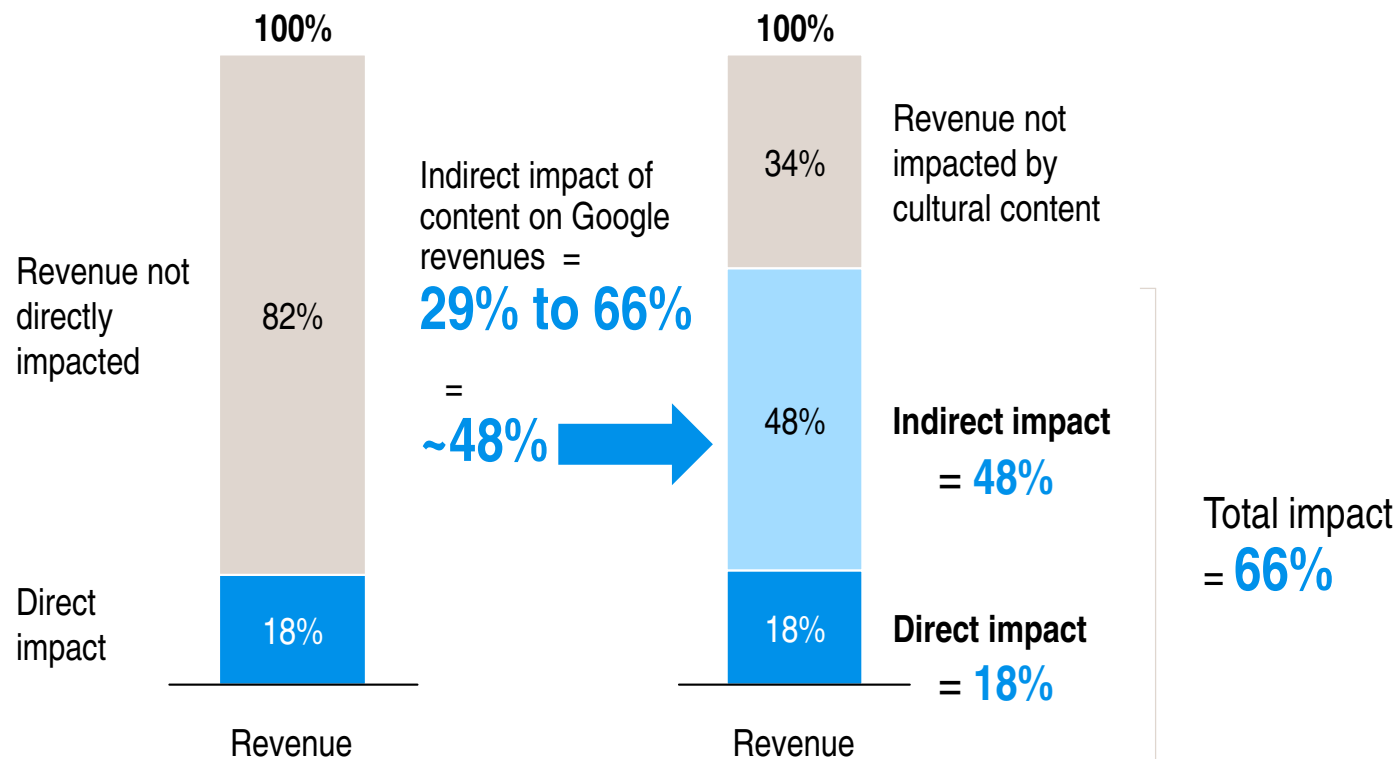 100%
Revenue not
directly
impacted
82%
Direct
impact
18%
Revenue
Indirect impact of
content on Google
revenues =
29% to 66%
=
~48%
100%
34%
Revenue not
impacted by
cultural content
48%
Indirect impact
= 48%
18%
Direct impact
= 18%
Revenue
Total impact
= 66%